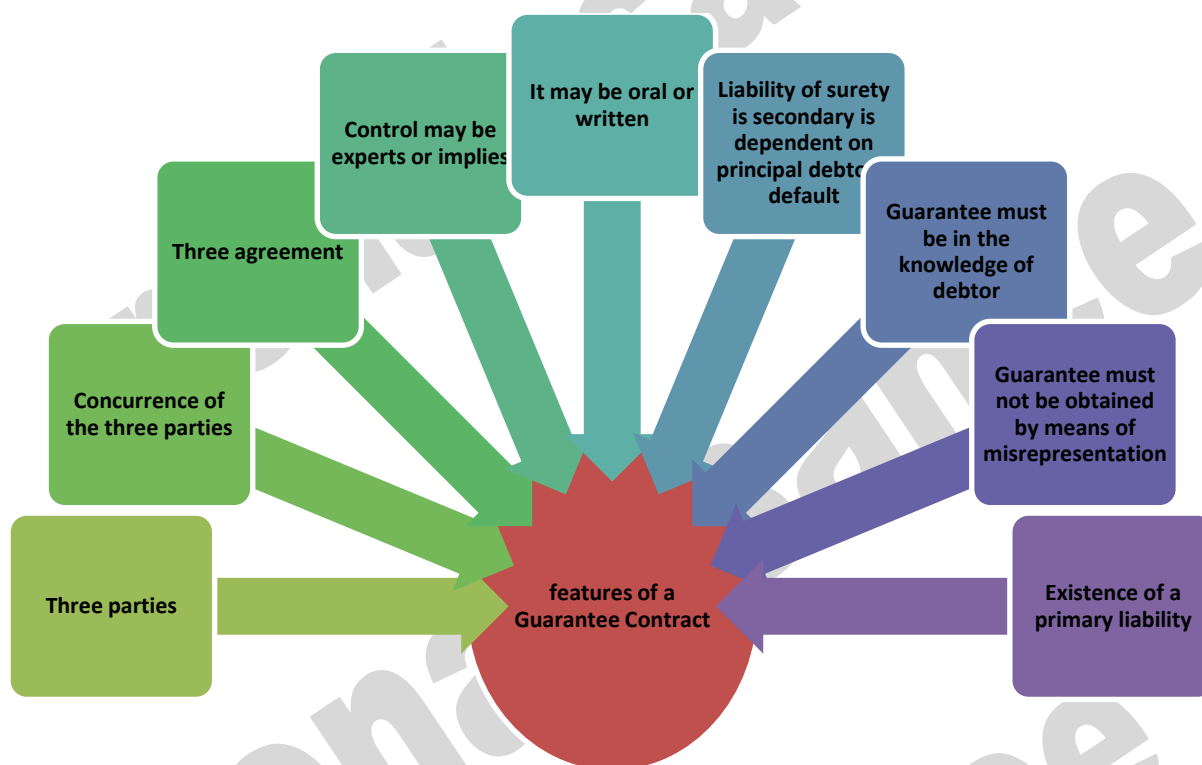 Three parties
Concurrence of
the three parties
Three agreement
Control may be
experts or implies
It may be oral or
written
Liability of surety
is secondary is
dependent on
principal debto
default
Guarantee must
be in the
knowledge of
debtor
Guarantee must
not be obtained
by means of
misrepresentation
Existence of a
primary liability
features of a
Guarantee Contract